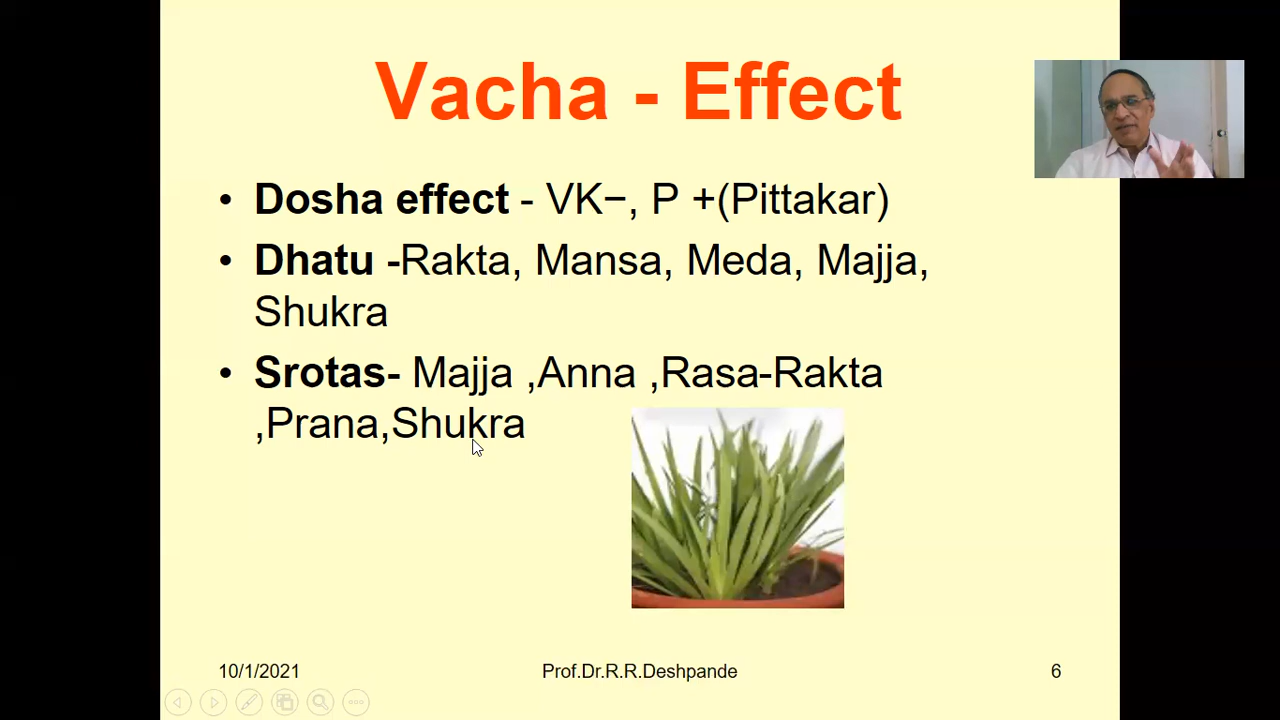 Vacha - Effect
• Dosha effect - VK−, P +(Pittakar)
• Dhatu -Rakta, Mansa, Meda, Majja,
Shukra
• Srotas- Majja ,Anna ,Rasa-Rakta
,Prana,Shukra
10/1/2021
Prof.Dr.R.R.Deshpande
6